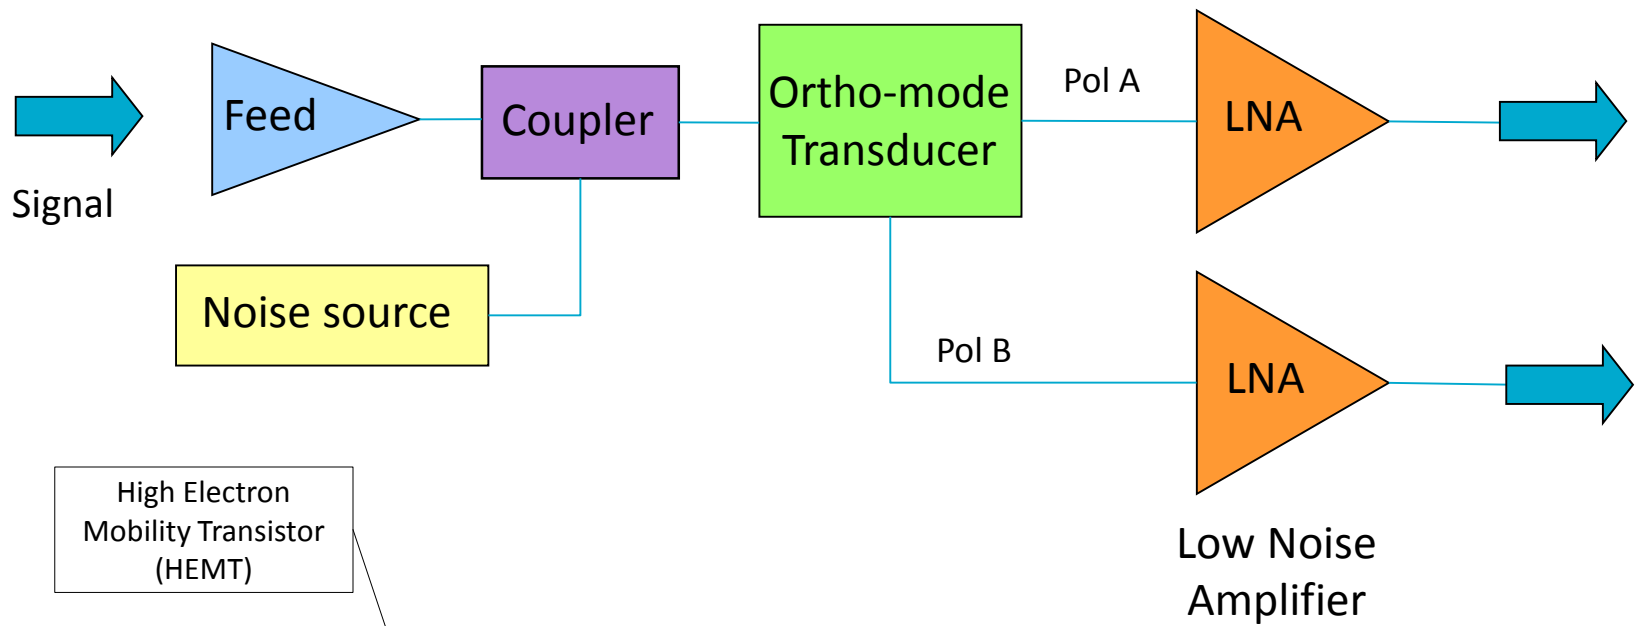 Signal
Feed
Coupler
Noise source
Ortho-mode
Transducer
Pol A
LNA
Pol B
LNA
High Electron
Mobility Transistor
(HEMT)
Low Noise
Amplifier